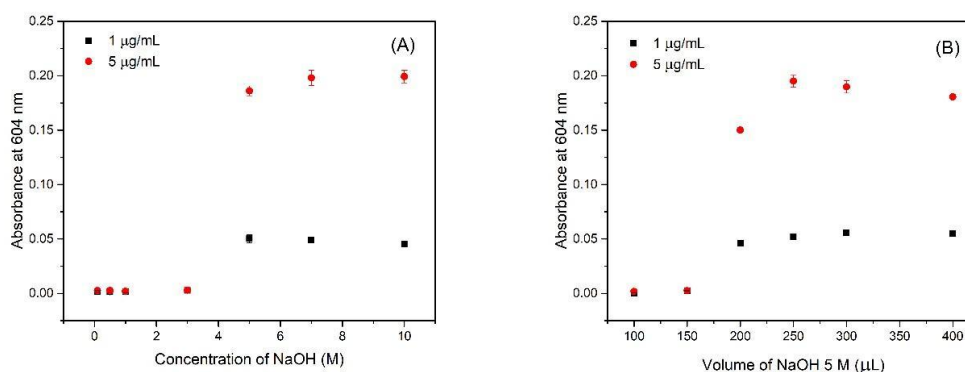 0.25
0.20
0.15
0.10
0.05
0.00
Absorbance at 604 nm
1 μg/mL
5 μg/mL
(A)
0 2 4 6 8 10
Concentration of NaOH (M)
0.25
0.20
0.15
0.10
0.05
0.00
Absorbance at 604 nm
1 μg/mL
5 μg/mL
(B)
100 150 200 250 300 350 400
Volume of NaOH 5 M (μL)